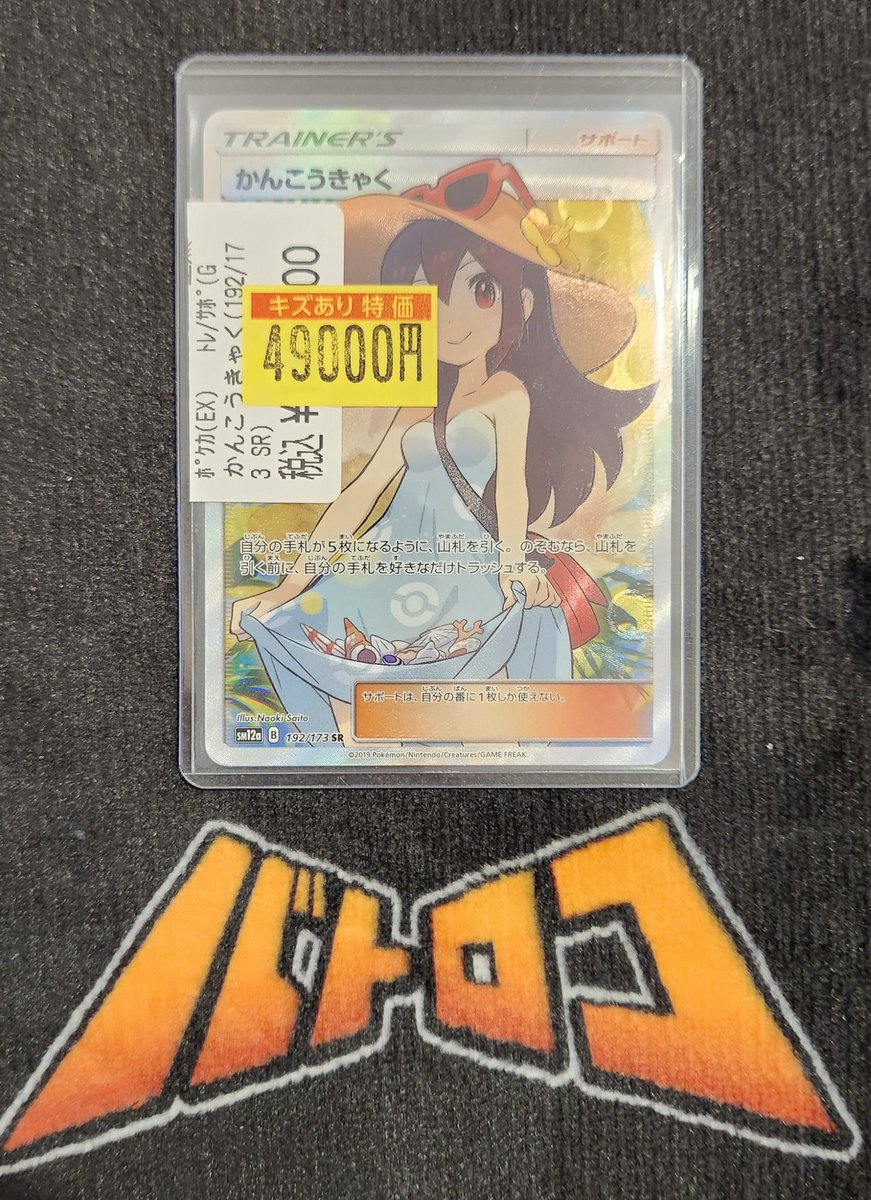 TRAINER'S
サポート
かんこうきゃく
ポケカ(EX) トレ/サポ(G
かんこうきゃく(192/17
3 SR)
税込 ¥
00
キズあり特価
49000円
自分の手札が5枚になるように、山札を引く。のぞむなら、山札を
引く前に、自分の手札を好きなだけトラッシュする。
サポートは、自分の番に1枚しか使えない。
Illus. Naoki Saito
sm12a B 192/173 SR
©2019 Pokémon/Nintendo/Creatures/GAME FREAK.
バトロコ